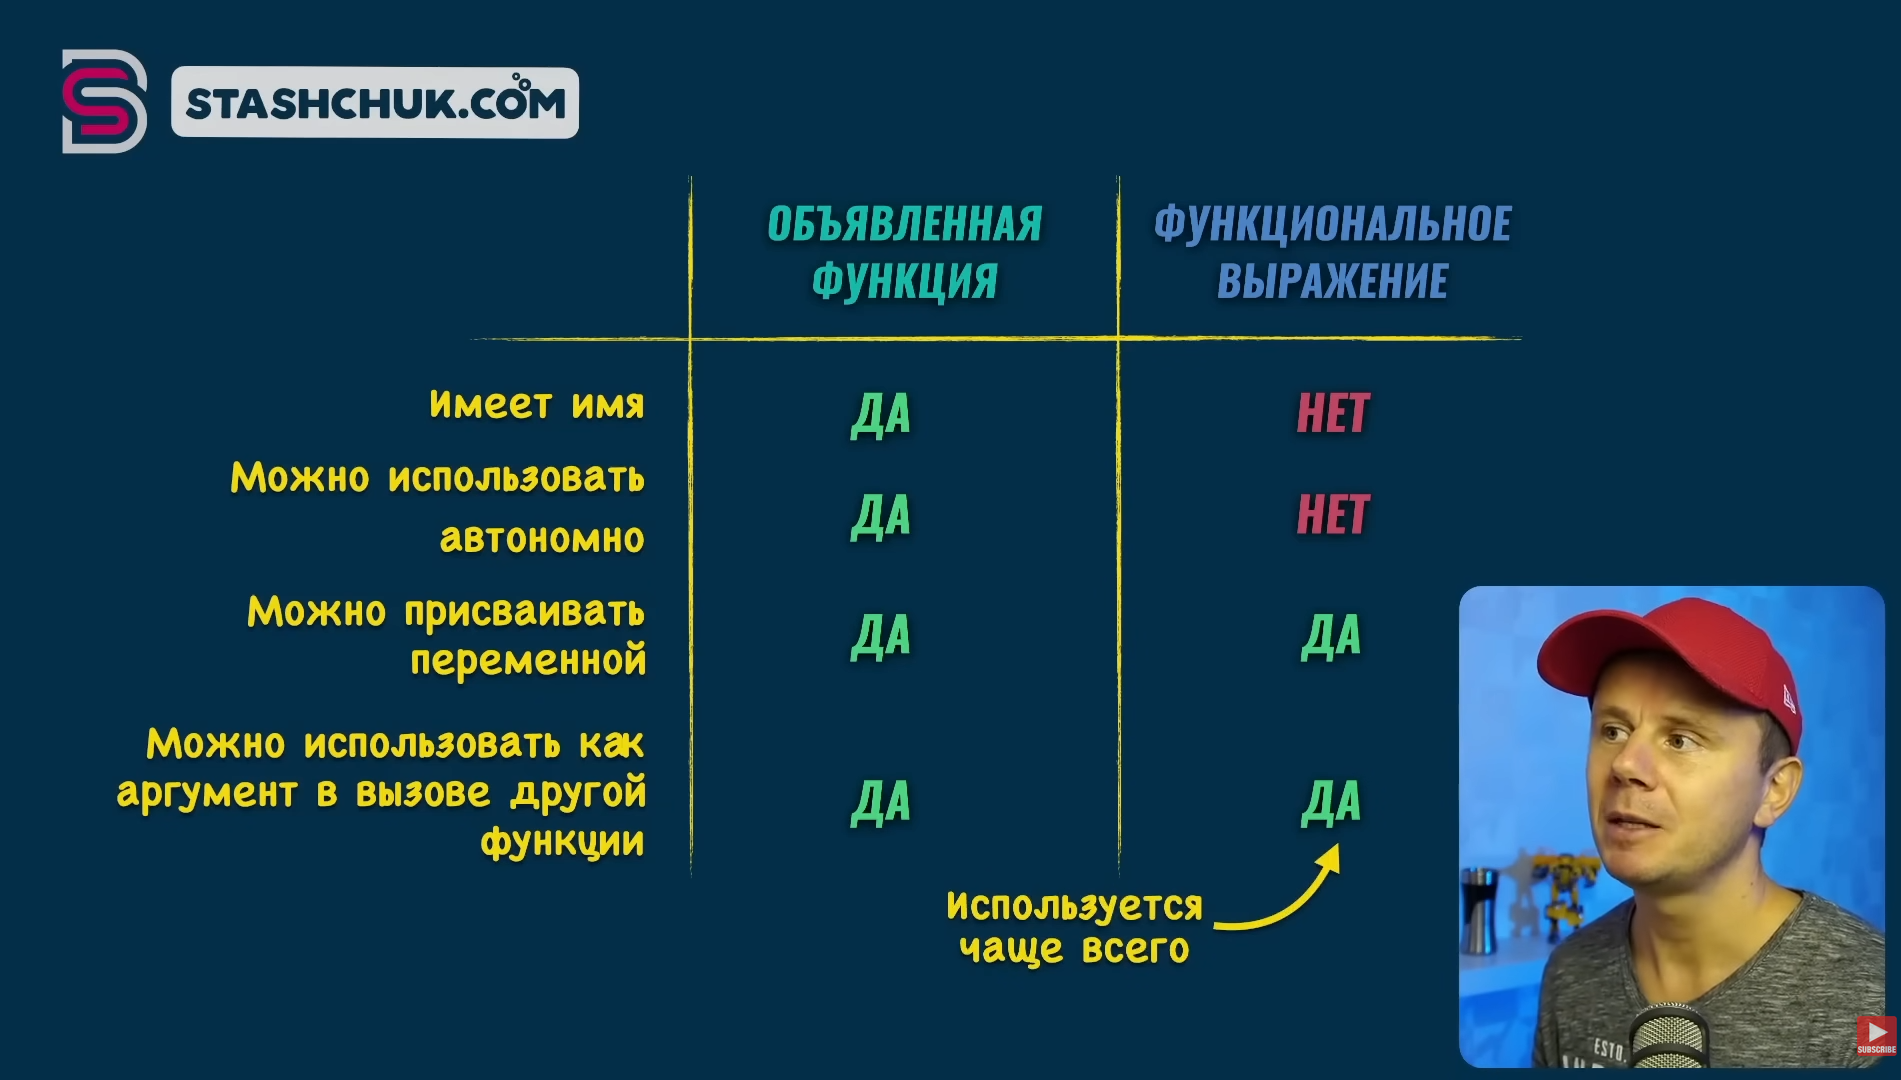 STASHCHUK.COM
ОБЪЯВЛЕННАЯ
ФУНКЦИЯ
ФУНКЦИОНАЛЬНОЕ
ВЫРАЖЕНИЕ
Имеет имя
ДА
НЕТ
Можно использовать
автономно
ДА
НЕТ
Можно присваивать
переменной
ДА
ДА
Можно использовать как
аргумент в вызове другой
функции
ДА
ДА
Используется
чаще всего
ESTD.
SUBSCRIBE